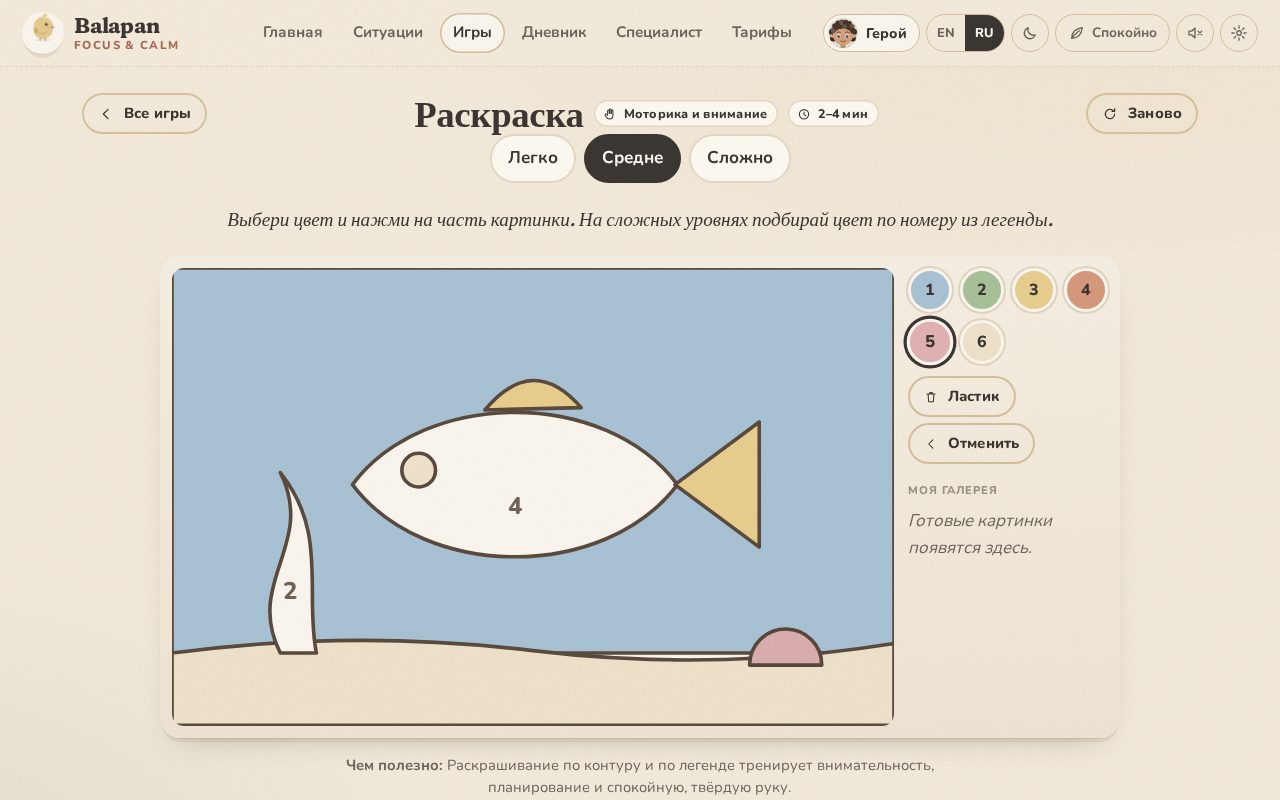 Balapan
FOCUS & CALM
Главная
Ситуации
Игры
Дневник
Специалист
Тарифы
Герой
EN
RU
Спокойно
Все игры
Раскраска
Моторика и внимание
2–4 мин
Заново
Легко
Средне
Сложно
Выбери цвет и нажми на часть картинки. На сложных уровнях подбирай цвет по номеру из легенды.
1
2
3
4
5
6
Ластик
Отменить
МОЯ ГАЛЕРЕЯ
Готовые картинки
появятся здесь.
4
2
Чем полезно: Раскрашивание по контуру и по легенде тренирует внимательность,
планирование и спокойную, твёрдую руку.